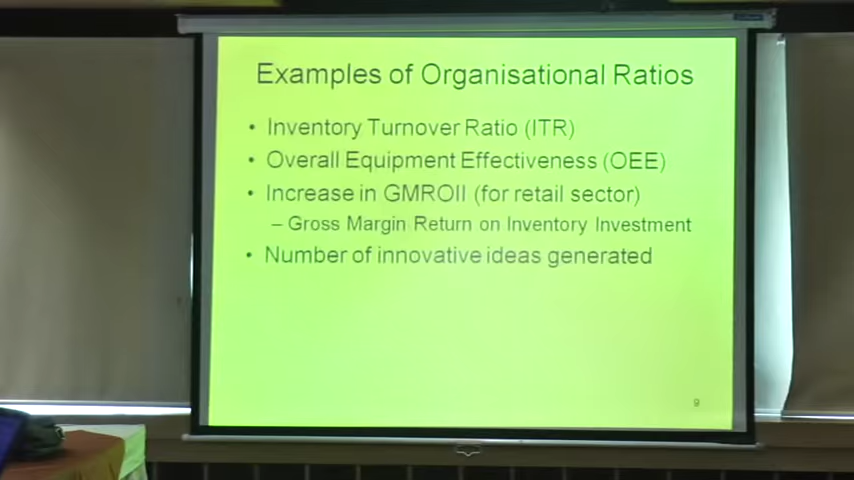 Examples of Organisational Ratios
• Inventory Turnover Ratio (ITR)
• Overall Equipment Effectiveness (OEE)
• Increase in GMROII (for retail sector)
– Gross Margin Return on Inventory Investment
• Number of innovative ideas generated
9